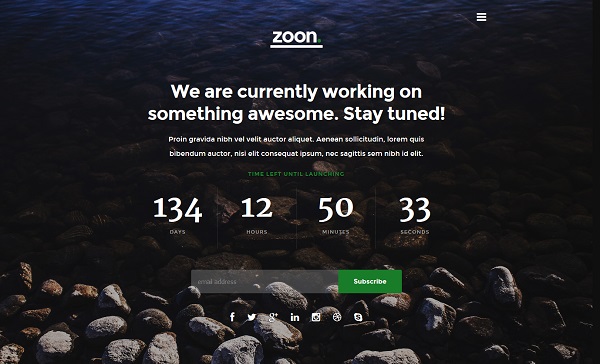 zoon.
We are currently working on
something awesome. Stay tuned!
Proin gravida nibh vel velit auctor aliquet. Aenean sollicitudin, lorem quis
bibendum auctor, nisi elit consequat ipsum, nec sagittis sem nibh id elit.
TIME LEFT UNTIL LAUNCHING
134 12 50 33
DAYS HOURS MINUTES SECONDS
email address Subscribe